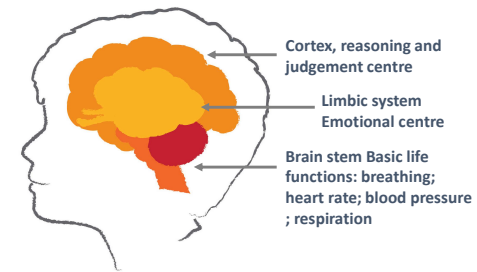 Cortex, reasoning and
judgement centre
Limbic system
Emotional centre
Brain stem Basic life
functions: breathing;
heart rate; blood pressure
; respiration